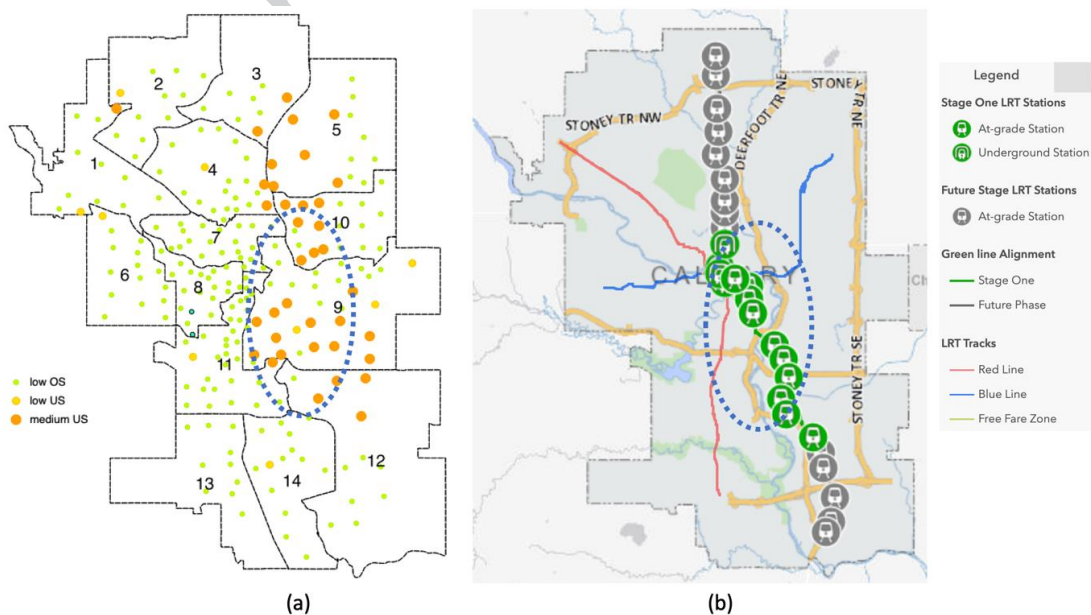 2
3
5
1
4
10
7
6
8
9
11
12
13
14
low OS
low US
medium US
(a)
STONEY TR NW
STONEY TR NE
DEERFOOT TR NE
CALGARY
Ch
STONEY TR SE
(b)
Legend
Stage One LRT Stations
At-grade Station
Underground Station
Future Stage LRT Stations
At-grade Station
Green line Alignment
Stage One
Future Phase
LRT Tracks
Red Line
Blue Line
Free Fare Zone